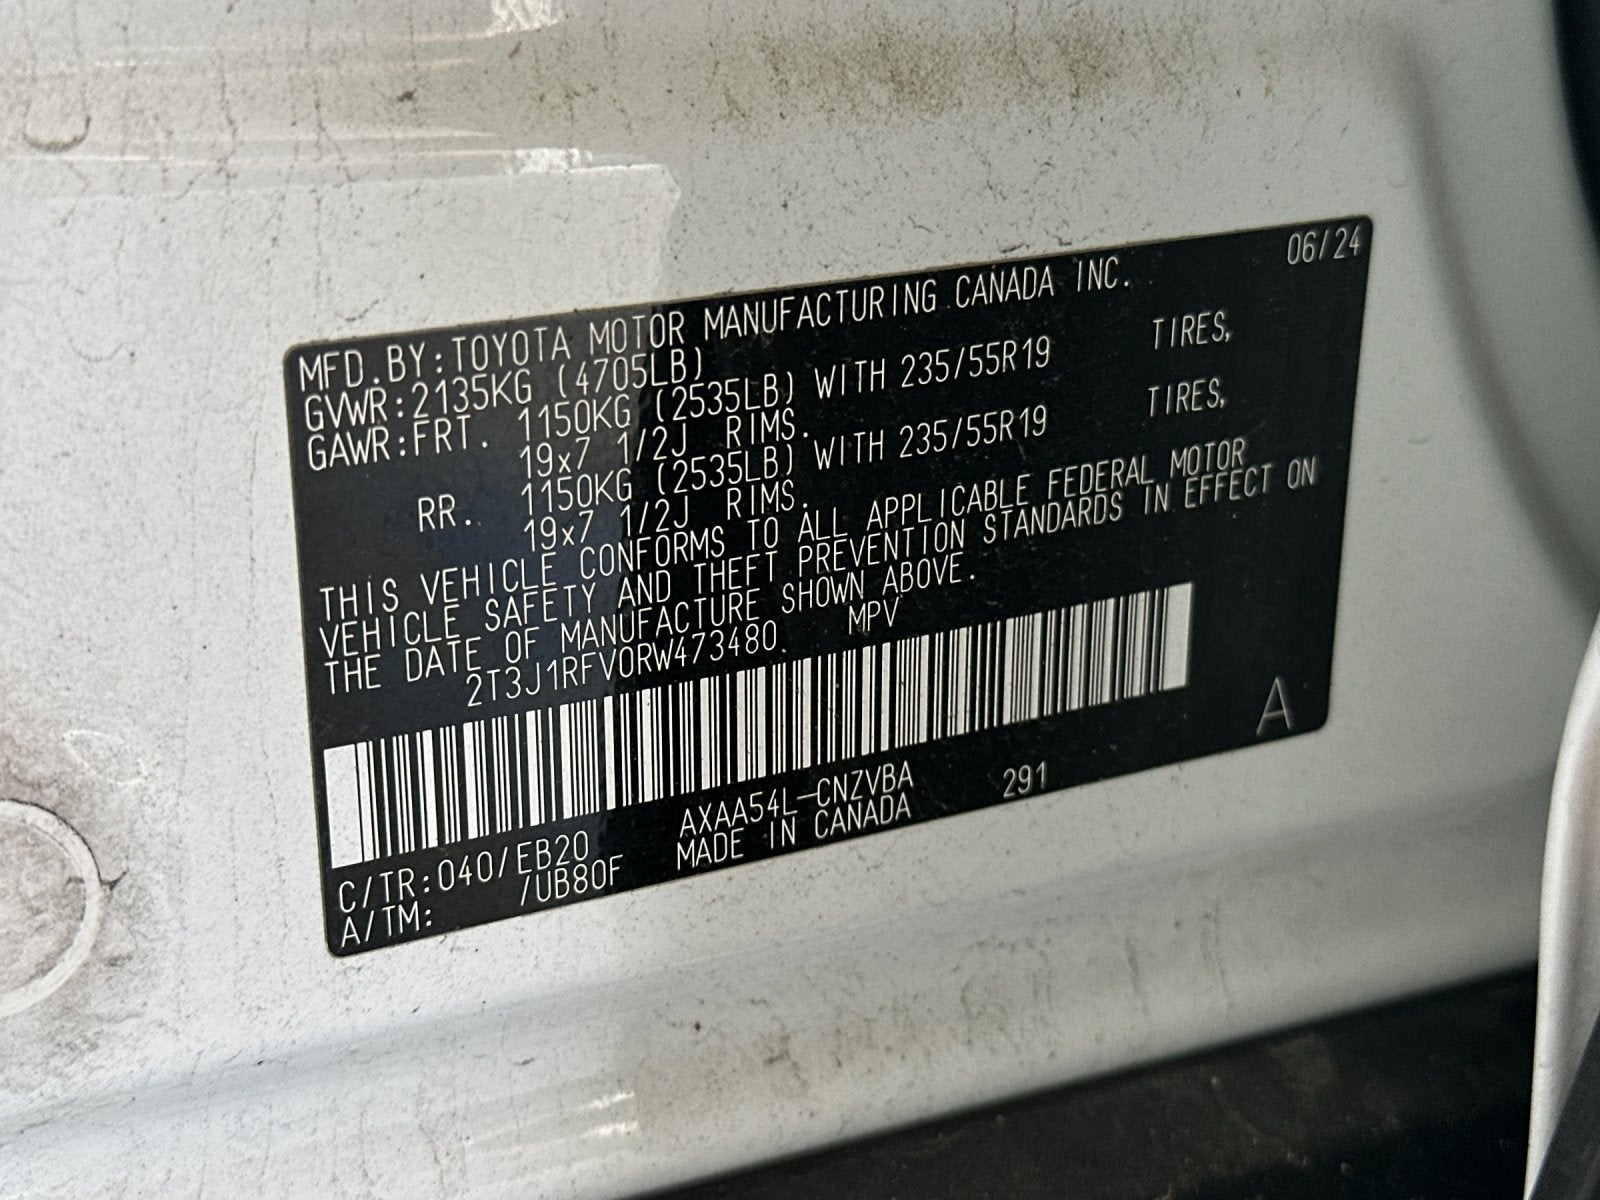 06/24
MFD.BY:TOYOTA MOTOR MANUFACTURING CANADA INC.
GVWR:2135KG (4705LB)
GAWR:FRT. 1150KG (2535LB) WITH 235/55R19 TIRES,
19x7 1/2J RIMS.
RR. 1150KG (2535LB) WITH 235/55R19 TIRES,
19x7 1/2J RIMS.
THIS VEHICLE CONFORMS TO ALL APPLICABLE FEDERAL MOTOR
VEHICLE SAFETY AND THEFT PREVENTION STANDARDS IN EFFECT ON
THE DATE OF MANUFACTURE SHOWN ABOVE.
2T3J1RFV0RW473480 MPV
A
C/TR:040/EB20 AXAA54L-CNZVBA 291
A/TM: /UB80F MADE IN CANADA